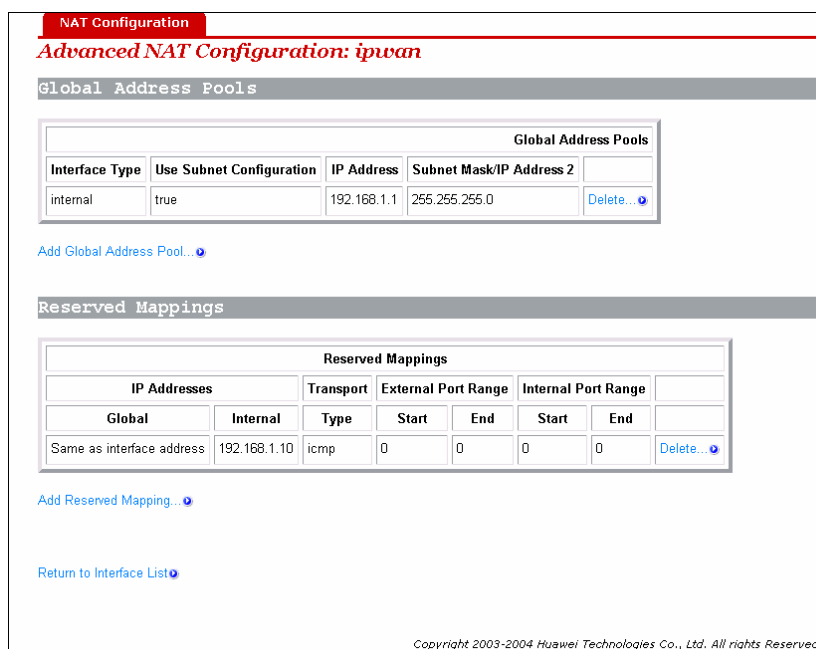 NAT Configuration
Advanced NAT Configuration: ipwan
Global Address Pools
Global Address Pools
Interface Type Use Subnet Configuration IP Address Subnet Mask/IP Address 2
internal true 192.168.1.1 255.255.255.0 Delete...
Add Global Address Pool...
Reserved Mappings
Reserved Mappings
IP Addresses Transport External Port Range Internal Port Range
Global Internal Type Start End Start End
Same as interface address 192.168.1.10 icmp 0 0 0 0 Delete...
Add Reserved Mapping...
Return to Interface List
Copyright 2003-2004 Huawei Technologies Co., Ltd. All rights Reserved